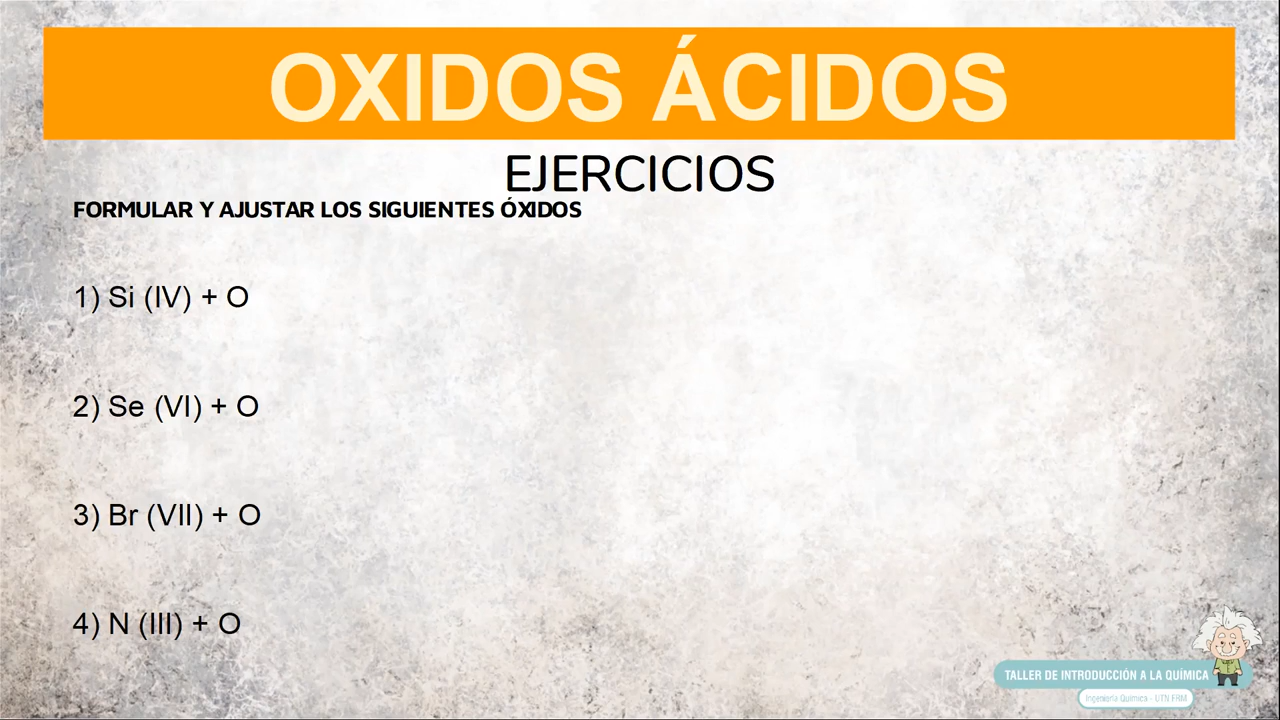 OXIDOS ÁCIDOS
EJERCICIOS
FORMULAR Y AJUSTAR LOS SIGUIENTES ÓXIDOS
1) Si (IV) + O
2) Se (VI) + O
3) Br (VII) + O
4) N (III) + O
TALLER DE INTRODUCCIÓN A LA QUÍMICA
Ingeniería Química - UTN FRM